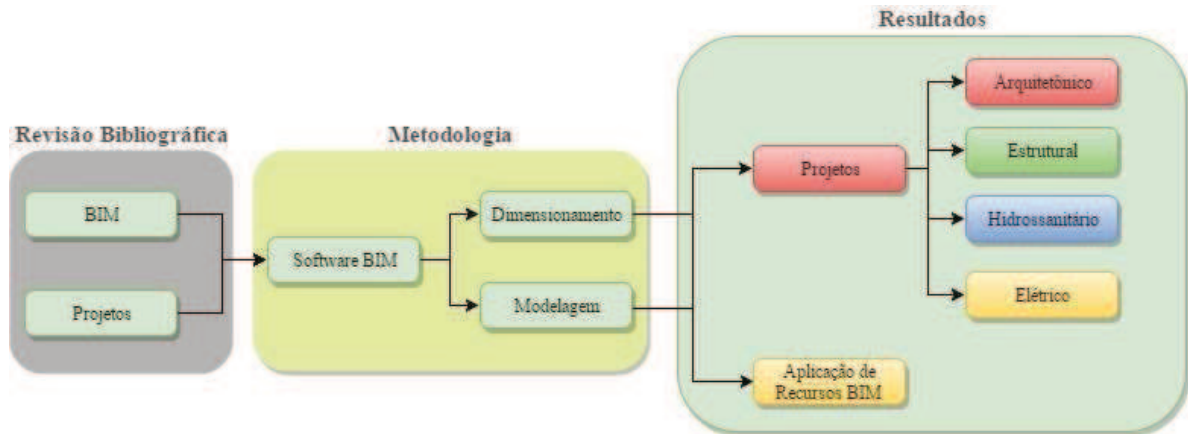 Revisão Bibliográfica
BIM
Projetos
Metodologia
Software BIM
Dimensionamento
Modelagem
Resultados
Projetos
Aplicação de
Recursos BIM
Arquitetônico
Estrutural
Hidrossanitário
Elétrico